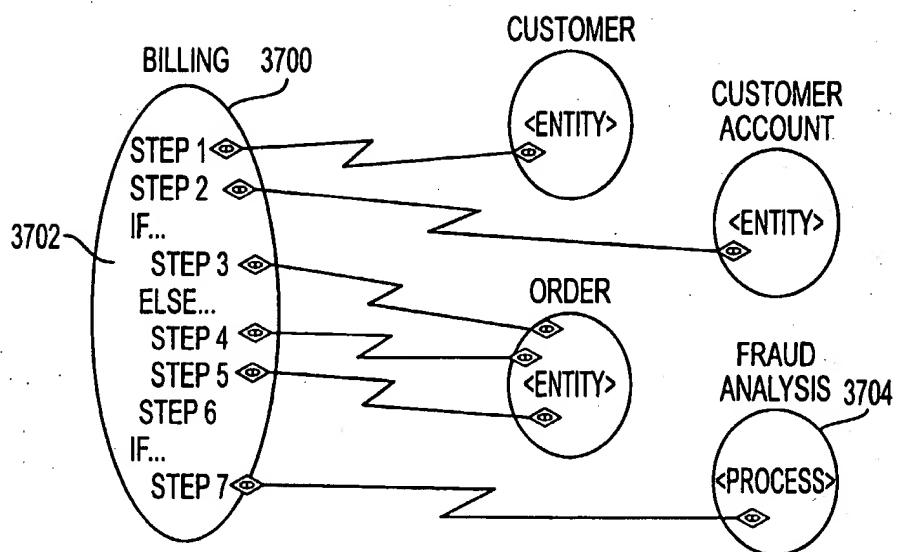 BILLING 3700
STEP 1
STEP 2
IF...
3702
STEP 3
ELSE...
STEP 4
STEP 5
STEP 6
IF...
STEP 7
CUSTOMER
<ENTITY>
CUSTOMER
ACCOUNT
<ENTITY>
ORDER
<ENTITY>
FRAUD
ANALYSIS 3704
<PROCESS>